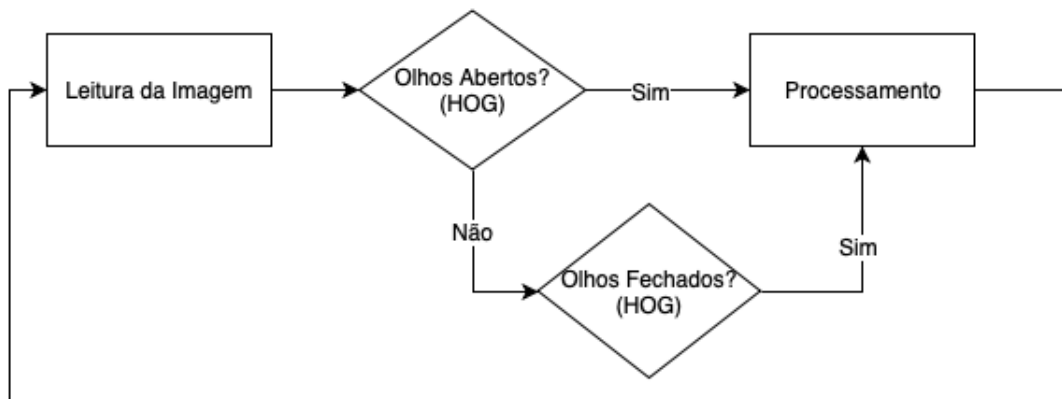 Leitura da Imagem
Olhos Abertos?
(HOG)
Sim
Processamento
Não
Olhos Fechados?
(HOG)
Sim